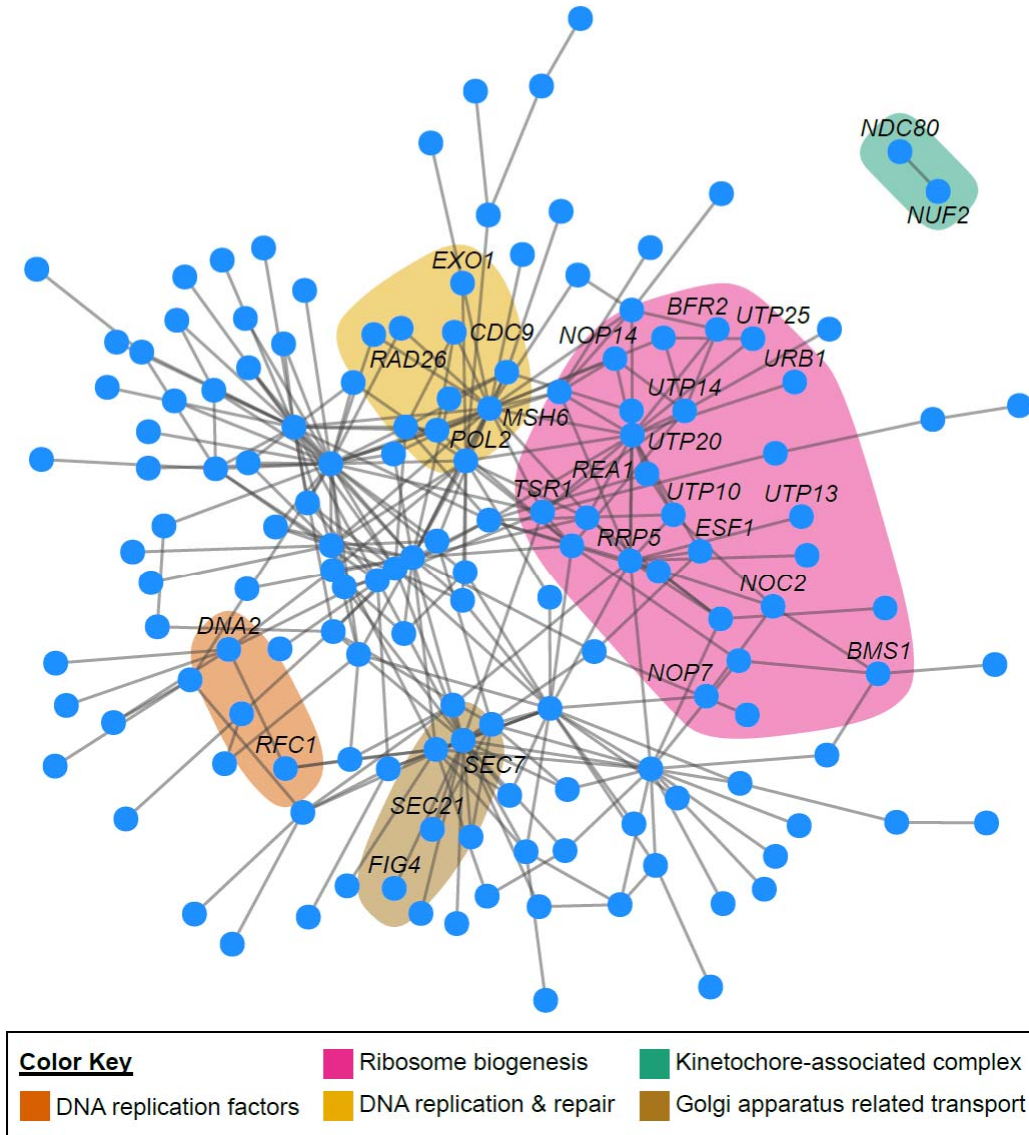 NDC80
NUF2
EXO1
CDC9
RAD26
NOP14
BFR2
UTP25
URB1
UTP14
MSH6
POL2
UTP20
REA1
TSR1
UTP10
UTP13
RRP5
ESF1
NOC2
DNA2
NOP7
BMS1
RFC1
SEC7
SEC21
FIG4
Color Key
Ribosome biogenesis
Kinetochore-associated complex
DNA replication factors
DNA replication & repair
Golgi apparatus related transport